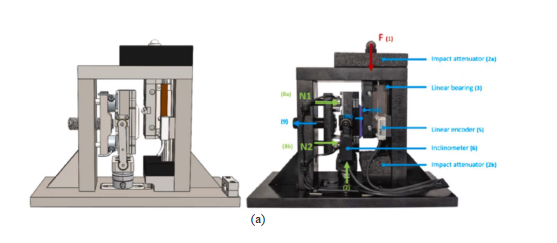 F (1)
Impact attenuator (2a)
(8a)
N1
Linear bearing (3)
(9)
Linear encoder (5)
(8b)
N2
Inclinometer (6)
Impact attenuator (2b)
(a)